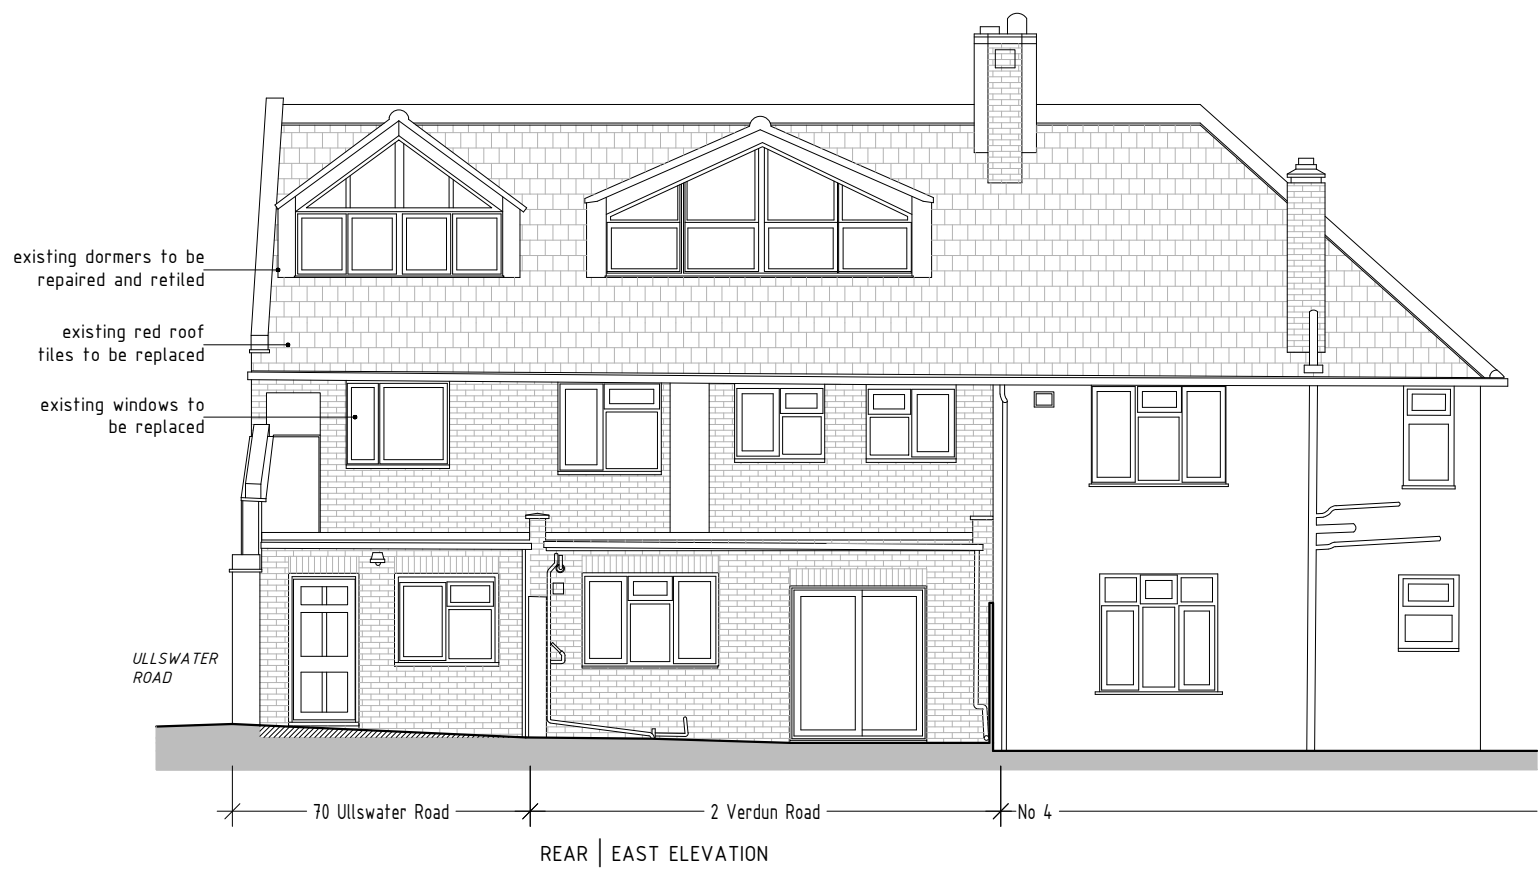 existing dormers to be
repaired and retiled
existing red roof
tiles to be replaced
existing windows to
be replaced
ULLSWATER
ROAD
70 Ullswater Road
2 Verdun Road
No 4
REAR | EAST ELEVATION